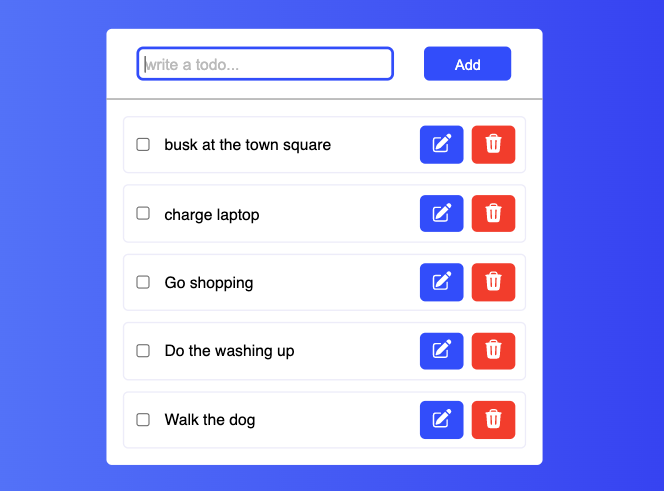 write a todo...
Add
busk at the town square
charge laptop
Go shopping
Do the washing up
Walk the dog